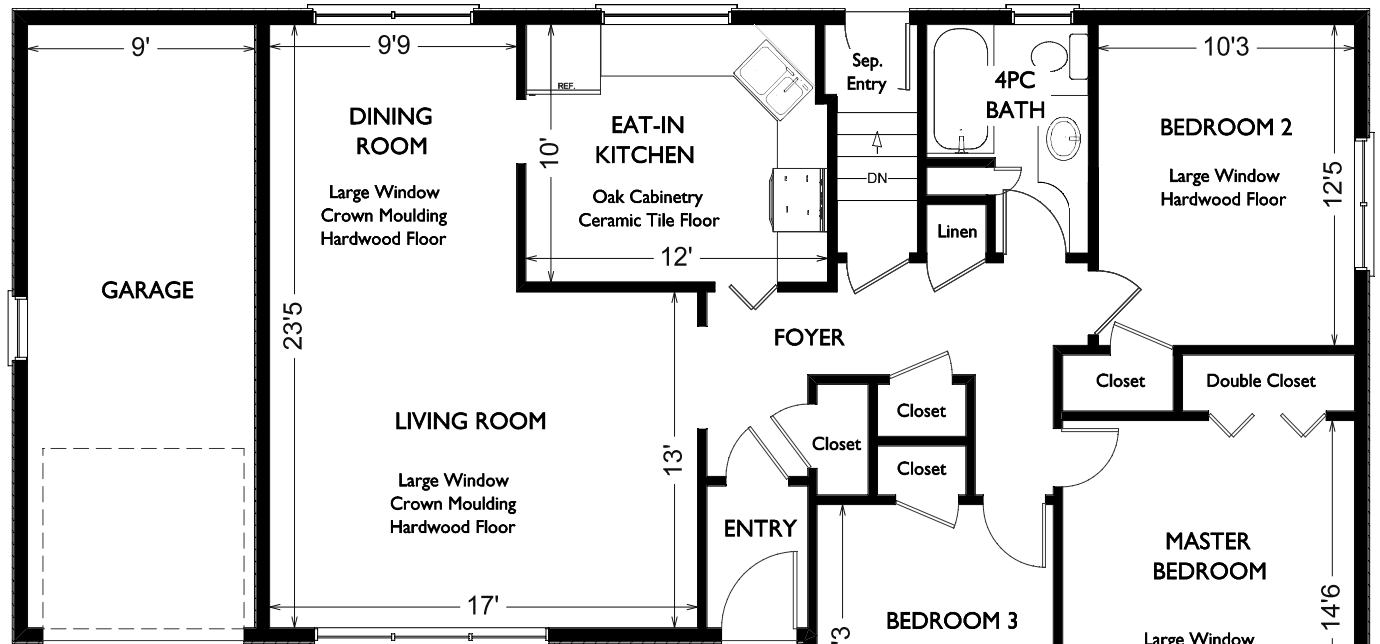 9'
9'9
10'3
Sep.
Entry
4PC
BATH
REF.
DINING
ROOM
EAT-IN
KITCHEN
10'
BEDROOM 2
Large Window
Hardwood Floor
12'5
DN
Large Window
Crown Moulding
Hardwood Floor
Oak Cabinetry
Ceramic Tile Floor
Linen
12'
GARAGE
23'5
FOYER
Closet
Double Closet
Closet
LIVING ROOM
Closet
Closet
13'
Large Window
Crown Moulding
Hardwood Floor
ENTRY
MASTER
BEDROOM
14'6
17'
BEDROOM 3
'3
Large Window